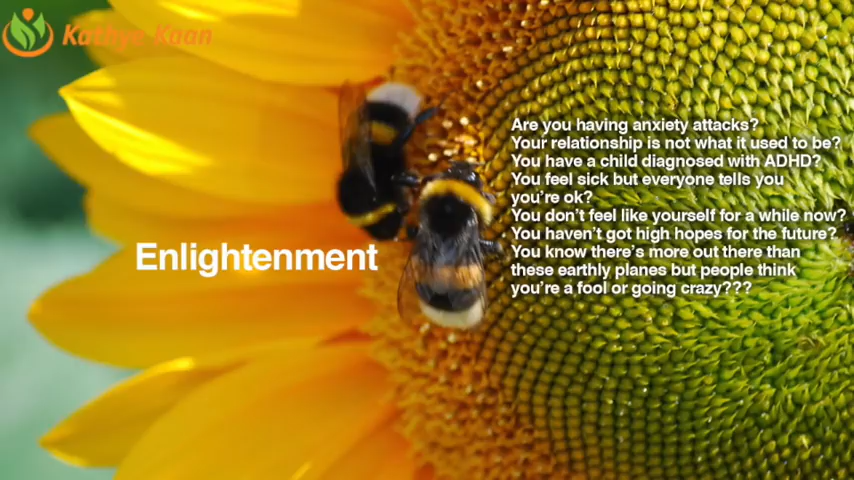 Kathye Kaan
Enlightenment
Are you having anxiety attacks?
Your relationship is not what it used to be?
You have a child diagnosed with ADHD?
You feel sick but everyone tells you
you're ok?
You don't feel like yourself for a while now?
You haven't got high hopes for the future?
You know there's more out there than
these earthly planes but people think
you're a fool or going crazy???